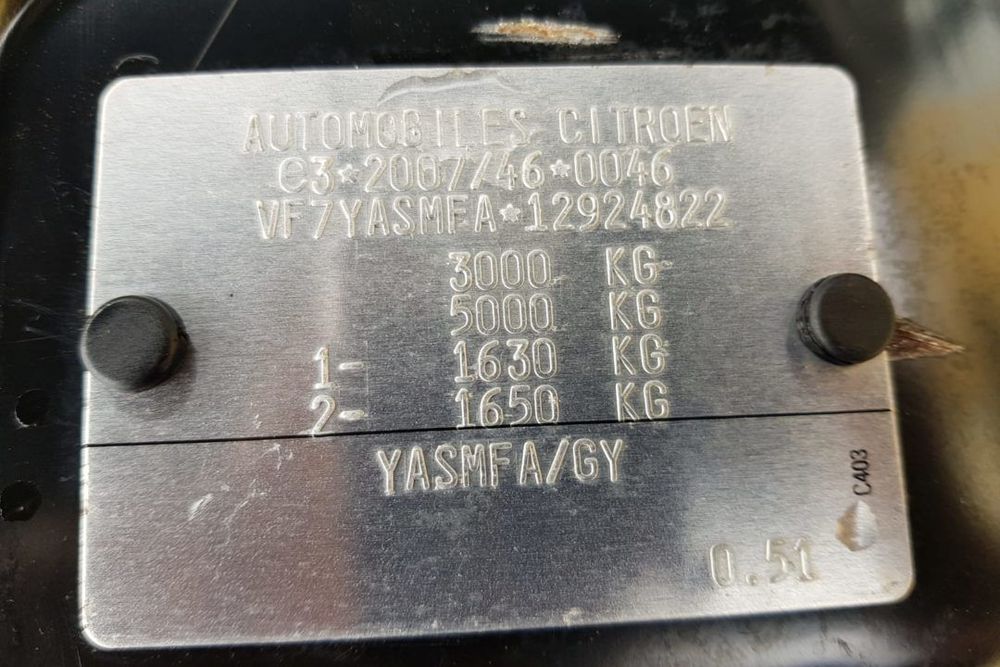 AUTOMOBILES CITROEN
e3*2007/46*0046
VF7YASMFA*12924822
3000 KG
5000 KG
1- 1630 KG
2- 1650 KG
YASMFA/GY
C403
0.51